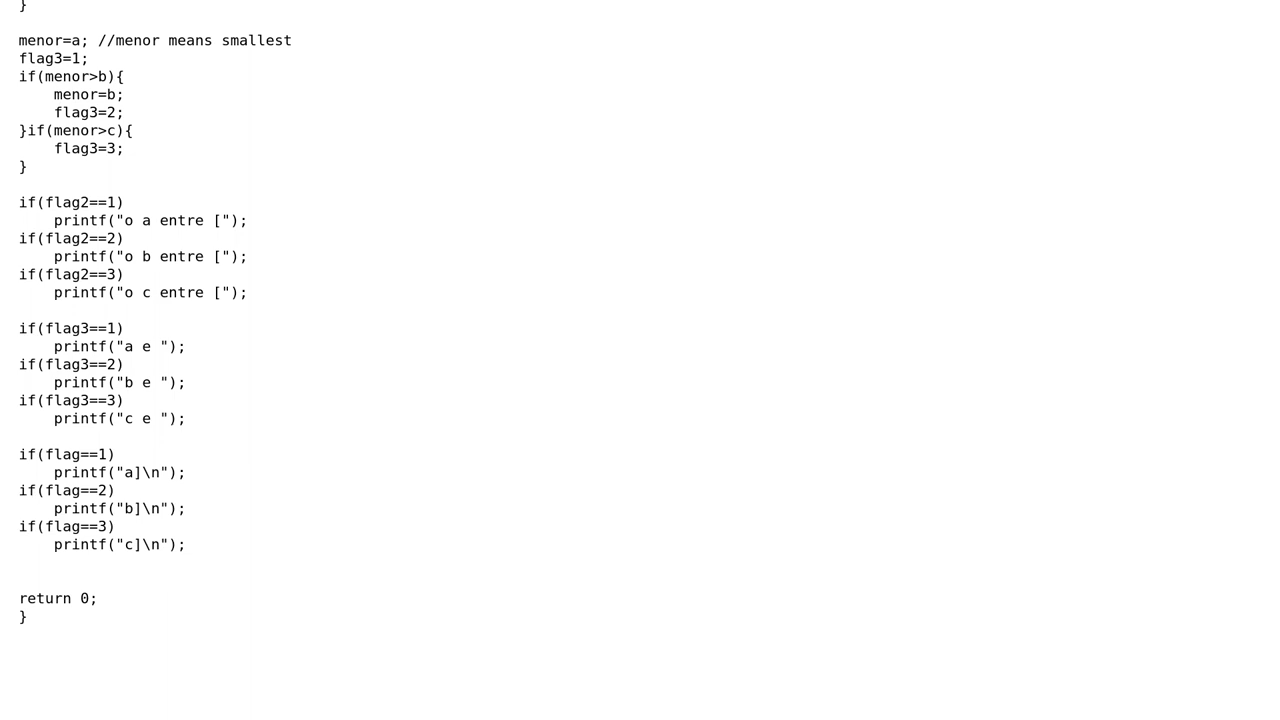 }
menor=a; //menor means smallest
flag3=1;
if(menor>b){
    menor=b;
    flag3=2;
}if(menor>c){
    flag3=3;
}
if(flag2==1)
    printf("o a entre [");
if(flag2==2)
    printf("o b entre [");
if(flag2==3)
    printf("o c entre [");
if(flag3==1)
    printf("a e ");
if(flag3==2)
    printf("b e ");
if(flag3==3)
    printf("c e ");
if(flag==1)
    printf("a]\n");
if(flag==2)
    printf("b]\n");
if(flag==3)
    printf("c]\n");
return 0;
}